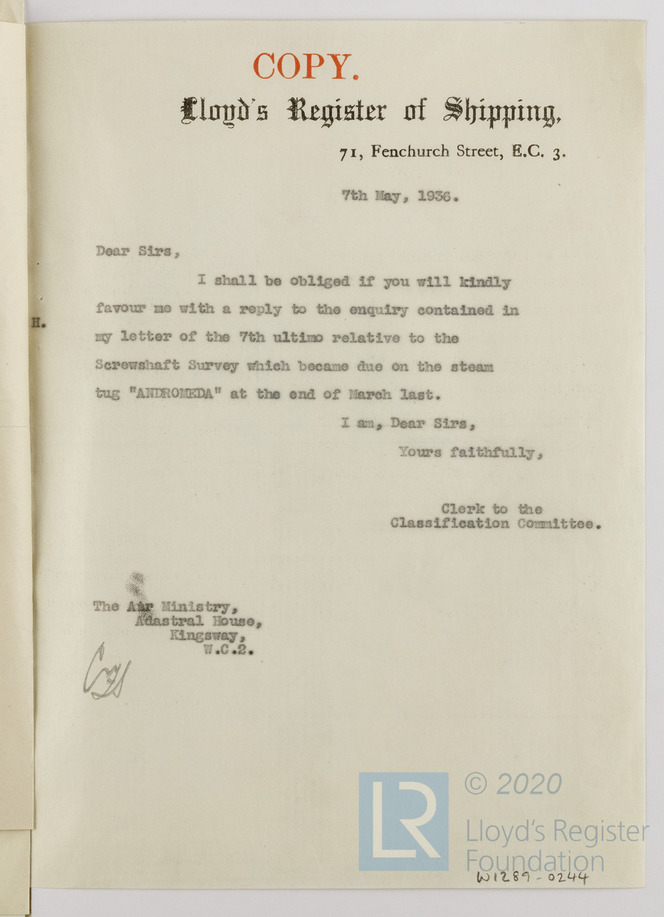 COPY.
Lloyd's Register of Shipping,
71, Fenchurch Street, E.C. 3.
7th May, 1936.
Dear Sirs,
I shall be obliged if you will kindly
favour me with a reply to the enquiry contained in
H.
my letter of the 7th ultimo relative to the
Screwshaft Survey which became due on the steam
tug "ANDROMEDA" at the end of March last.
I am, Dear Sirs,
Yours faithfully,
Clerk to the
Classification Committee.
The Air Ministry,
Adastral House,
Kingsway,
W.C.2.
LR
© 2020
Lloyd's Register
Foundation
W1289-0244